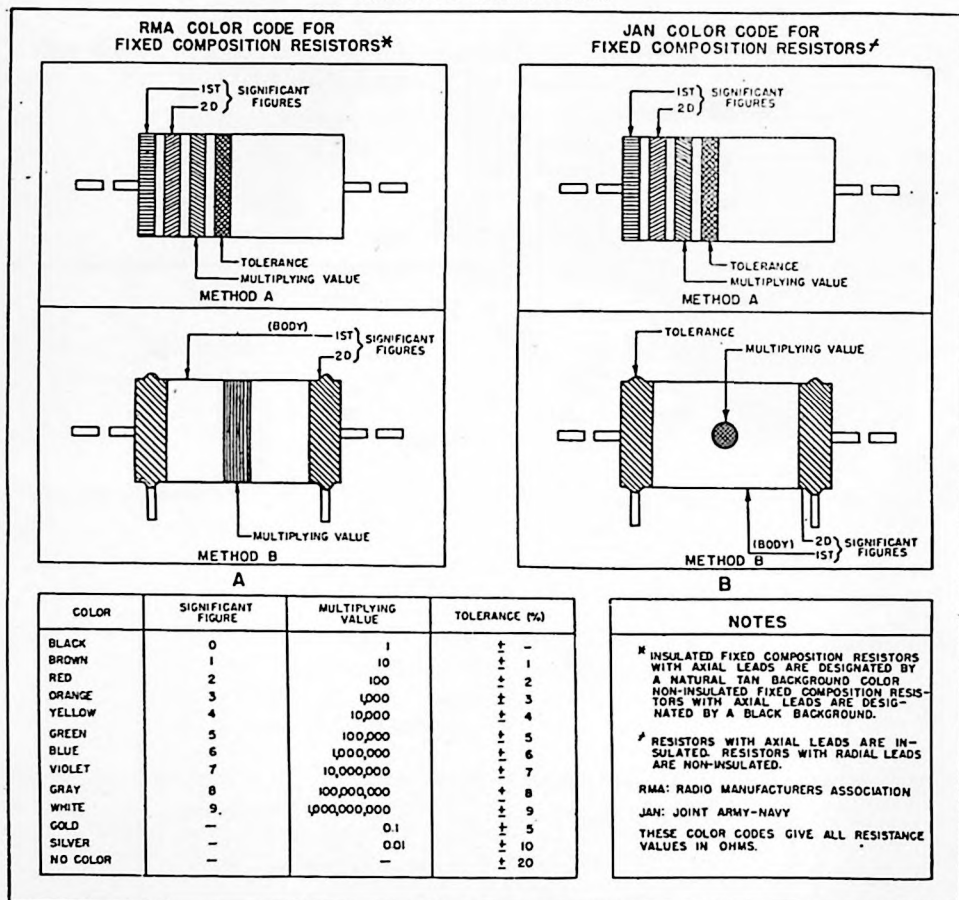 RMA COLOR CODE FOR
FIXED COMPOSITION RESISTORS*
1ST } SIGNIFICANT
2D } FIGURES
TOLERANCE
MULTIPLYING VALUE
METHOD A
(BODY)
1ST } SIGNIFICANT
2D } FIGURES
MULTIPLYING VALUE
METHOD B
A
JAN COLOR CODE FOR
FIXED COMPOSITION RESISTORS≠
1ST } SIGNIFICANT
2D } FIGURES
TOLERANCE
MULTIPLYING VALUE
METHOD A
TOLERANCE
MULTIPLYING VALUE
(BODY) 2D } SIGNIFICANT
1ST } FIGURES
METHOD B
B
COLOR SIGNIFICANT FIGURE MULTIPLYING VALUE TOLERANCE (%)
BLACK 0 1 ± -
BROWN 1 10 ± 1
RED 2 100 ± 2
ORANGE 3 1,000 ± 3
YELLOW 4 10,000 ± 4
GREEN 5 100,000 ± 5
BLUE 6 1,000,000 ± 6
VIOLET 7 10,000,000 ± 7
GRAY 8 100,000,000 ± 8
WHITE 9 1,000,000,000 ± 9
GOLD — 0.1 ± 5
SILVER — 0.01 ± 10
NO COLOR — — ± 20
NOTES
* INSULATED FIXED COMPOSITION RESISTORS
WITH AXIAL LEADS ARE DESIGNATED BY
A NATURAL TAN BACKGROUND COLOR
NON-INSULATED FIXED COMPOSITION RESIS-
TORS WITH AXIAL LEADS ARE DESIG-
NATED BY A BLACK BACKGROUND.
≠ RESISTORS WITH AXIAL LEADS ARE IN-
SULATED. RESISTORS WITH RADIAL LEADS
ARE NON-INSULATED.
RMA: RADIO MANUFACTURERS ASSOCIATION
JAN: JOINT ARMY-NAVY
THESE COLOR CODES GIVE ALL RESISTANCE
VALUES IN OHMS.